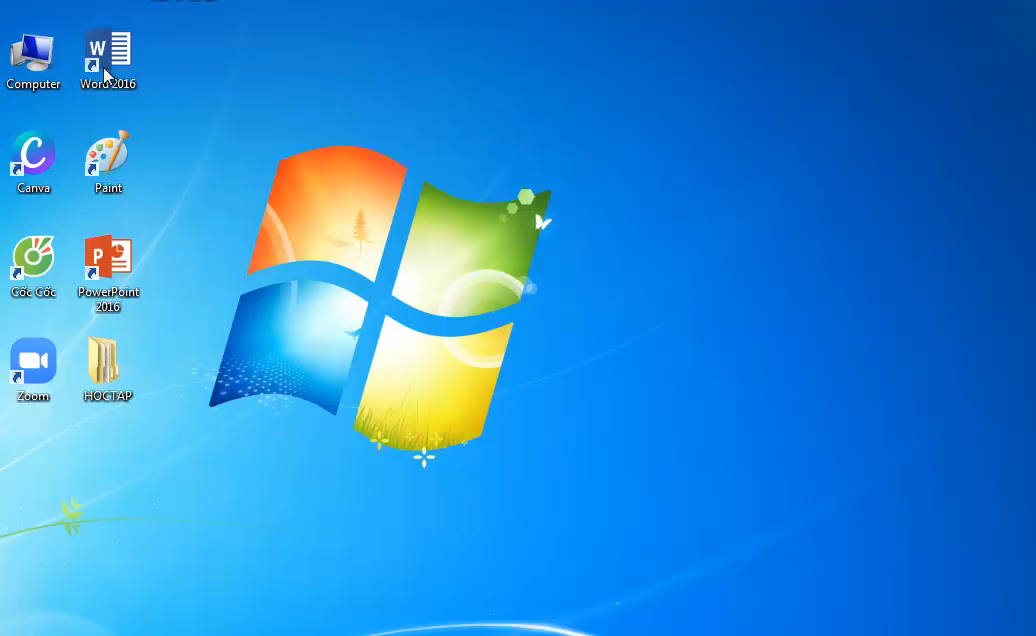 Computer
Word 2016
Canva
Paint
Cốc Cốc
PowerPoint
2016
Zoom
HOCTAP